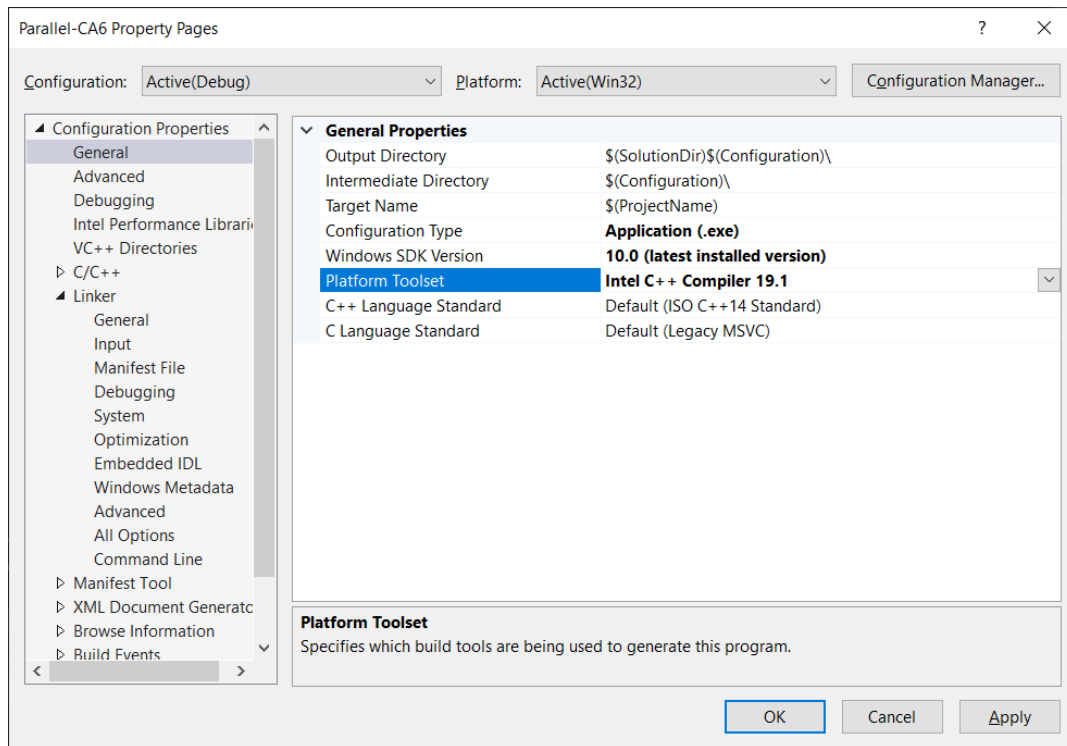 Parallel-CA6 Property Pages
Configuration: Active(Debug) Platform: Active(Win32) Configuration Manager...
Configuration Properties
General
Advanced
Debugging
Intel Performance Librari
VC++ Directories
C/C++
Linker
General
Input
Manifest File
Debugging
System
Optimization
Embedded IDL
Windows Metadata
Advanced
All Options
Command Line
Manifest Tool
XML Document Generato
Browse Information
Build Events
General Properties
Output Directory $(SolutionDir)$(Configuration)\
Intermediate Directory $(Configuration)\
Target Name $(ProjectName)
Configuration Type Application (.exe)
Windows SDK Version 10.0 (latest installed version)
Platform Toolset Intel C++ Compiler 19.1
C++ Language Standard Default (ISO C++14 Standard)
C Language Standard Default (Legacy MSVC)
Platform Toolset
Specifies which build tools are being used to generate this program.
OK Cancel Apply